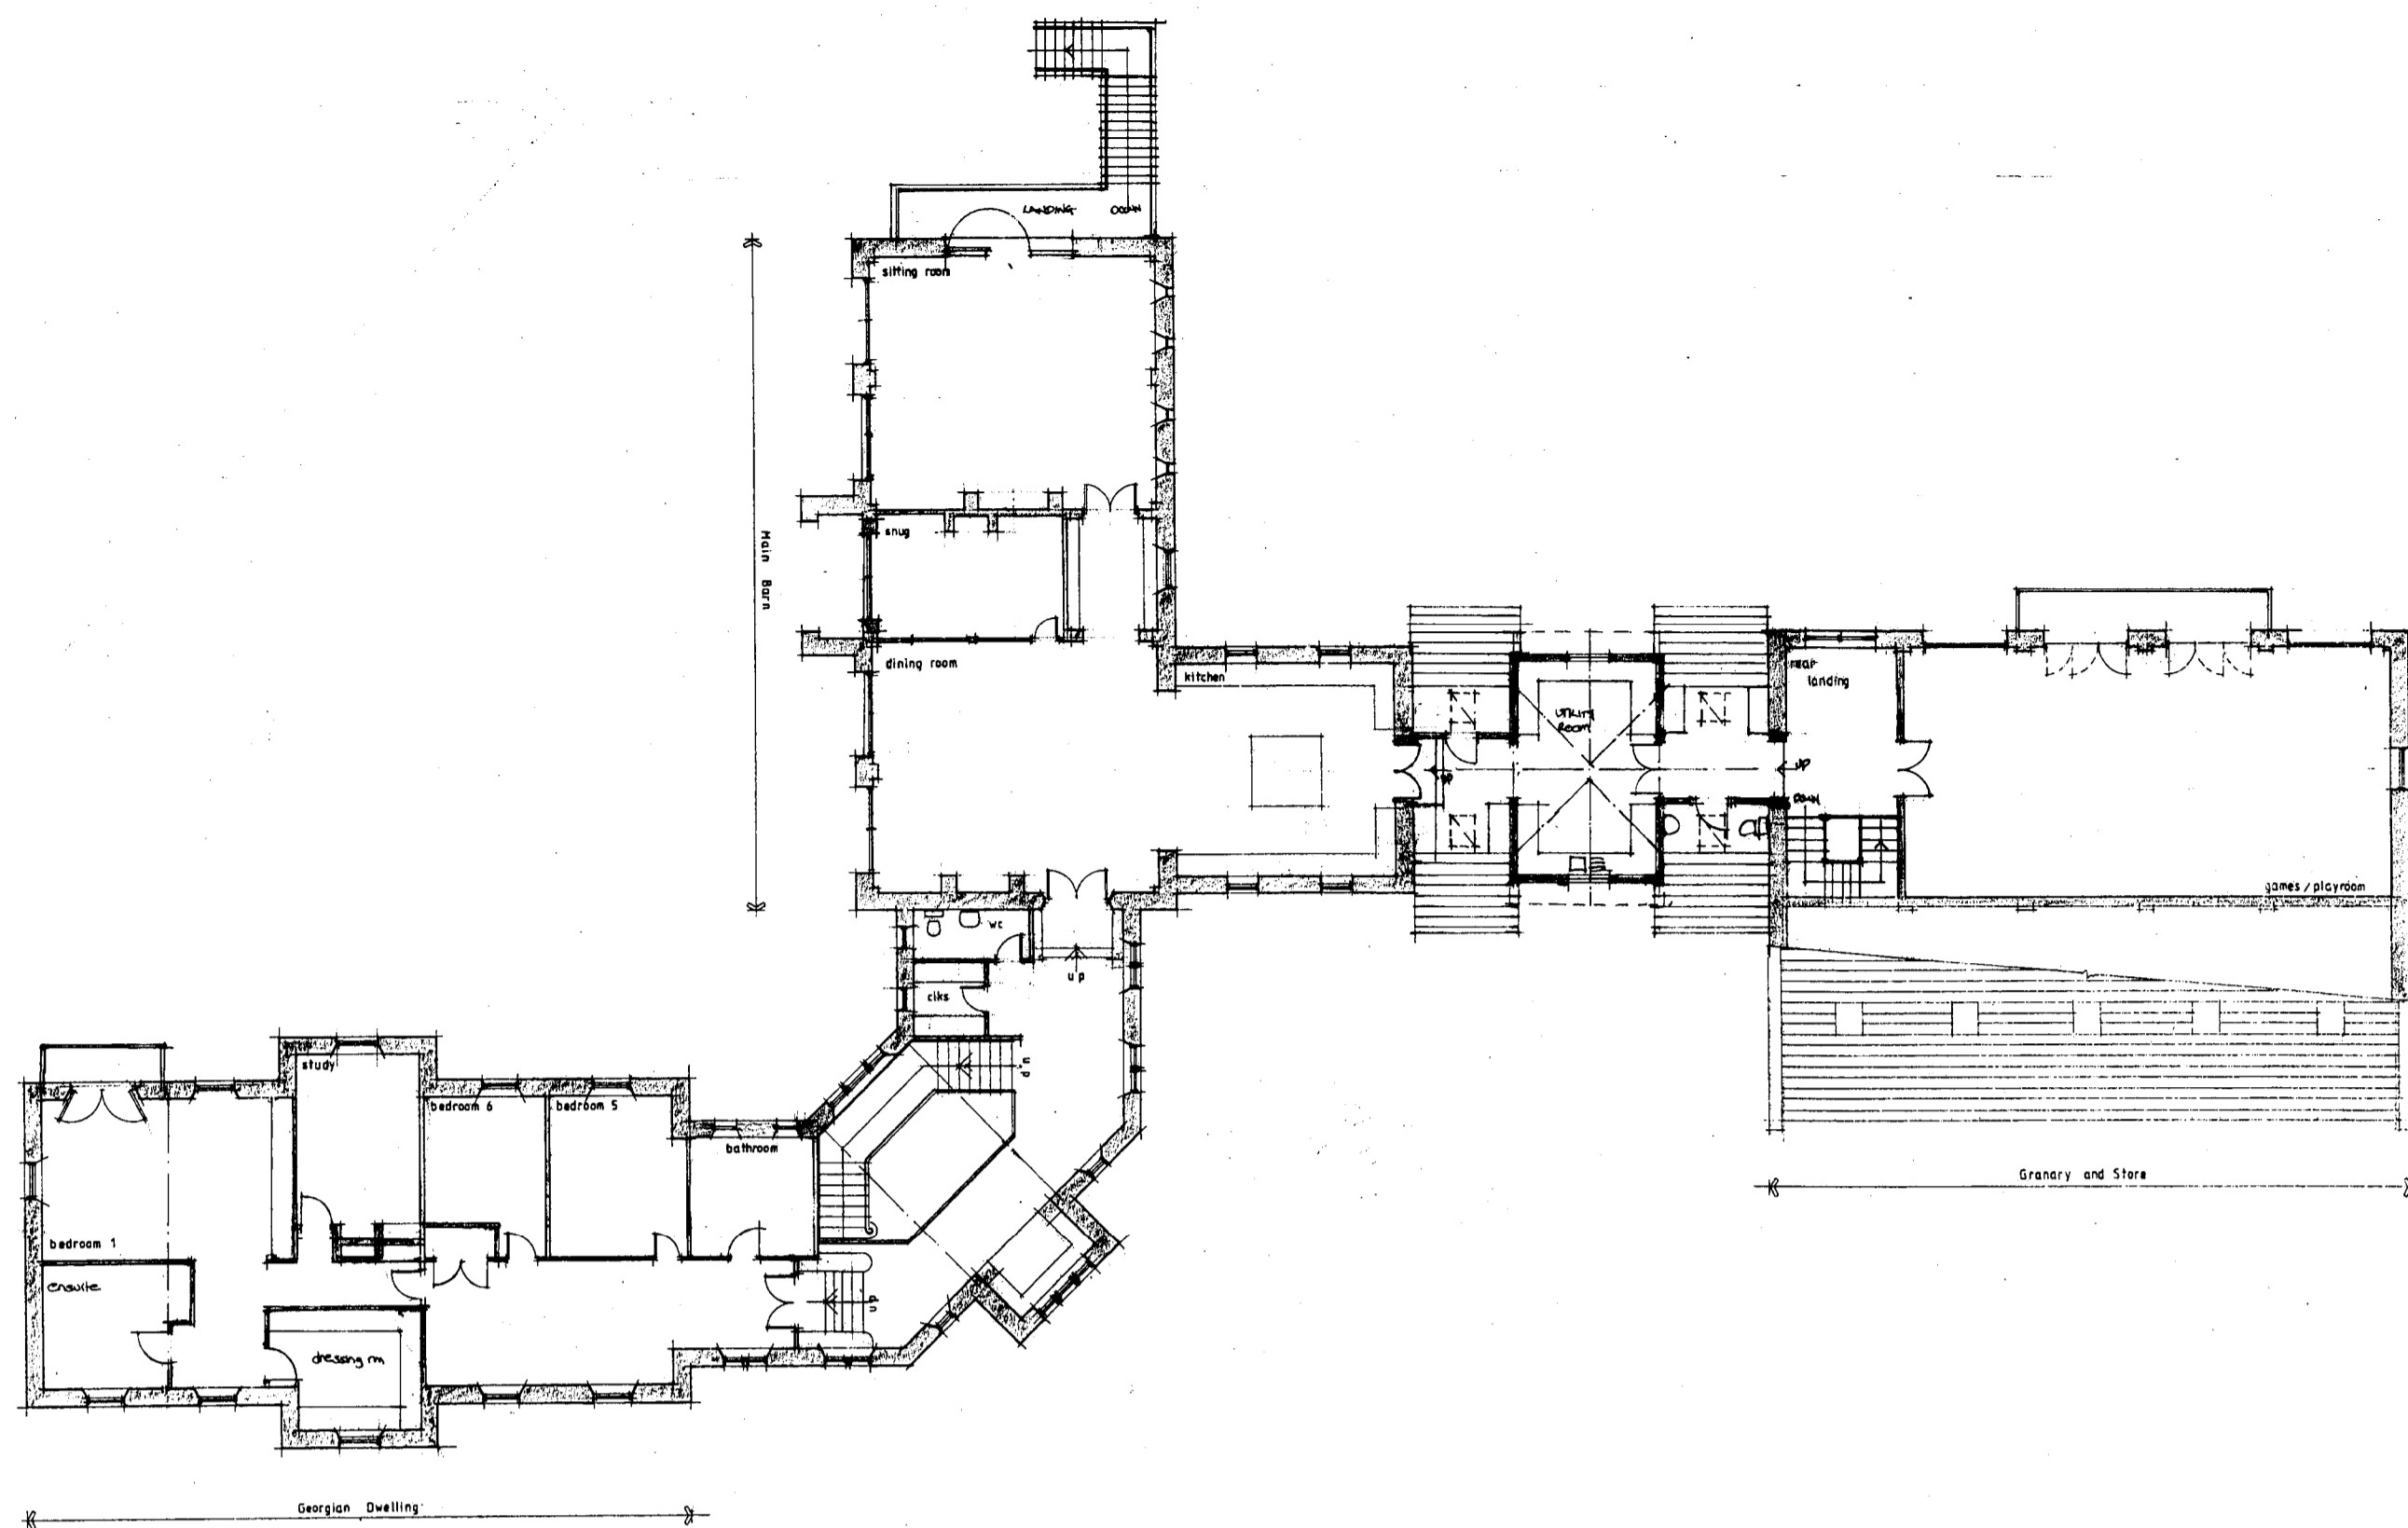 LANDING DOWN
sitting room
Main Barn
snug
dining room
kitchen
UTILITY
ROOM
up
rear
landing
up
DOWN
games / playroom
wc
up
clks
up
Granary and Store
study
bedroom 6
bedroom 5
bathroom
bedroom 1
ensuite
dressing rm
up
Georgian Dwelling